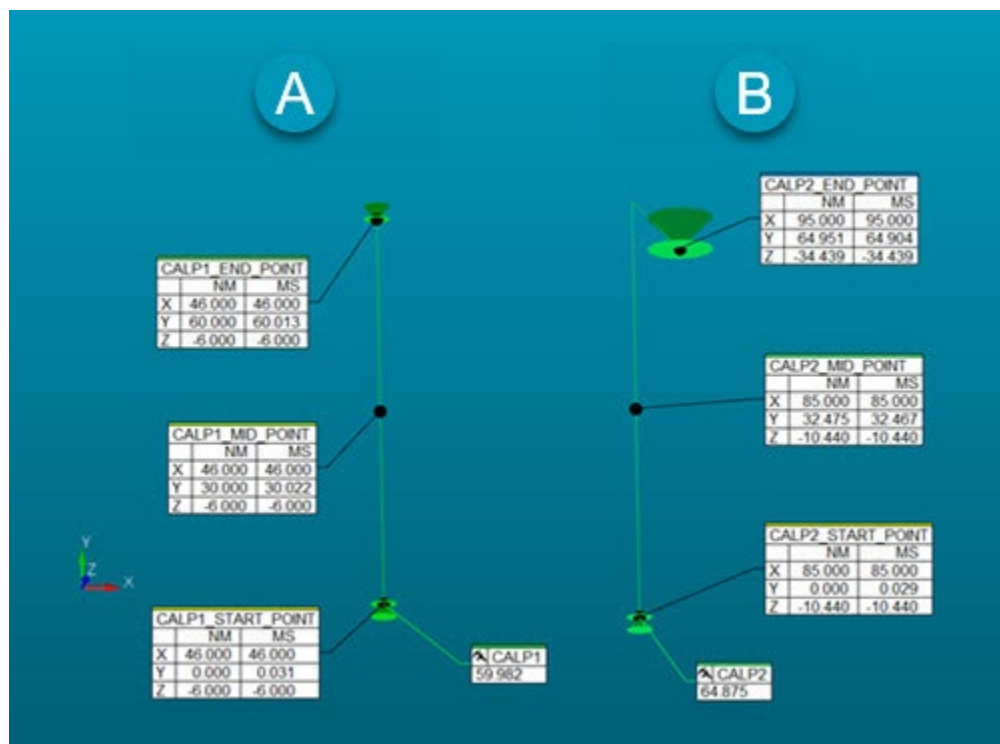 A
B
CALP1_END_POINT
NM MS
X 46.000 46.000
Y 60.000 60.013
Z -6.000 -6.000
CALP1_MID_POINT
NM MS
X 46.000 46.000
Y 30.000 30.022
Z -6.000 -6.000
CALP1_START_POINT
NM MS
X 46.000 46.000
Y 0.000 0.031
Z -6.000 -6.000
CALP1
59.982
Y
Z
X
CALP2_END_POINT
NM MS
X 95.000 95.000
Y 64.951 64.904
Z -34.439 -34.439
CALP2_MID_POINT
NM MS
X 85.000 85.000
Y 32.475 32.467
Z -10.440 -10.440
CALP2_START_POINT
NM MS
X 85.000 85.000
Y 0.000 0.029
Z -10.440 -10.440
CALP2
64.875